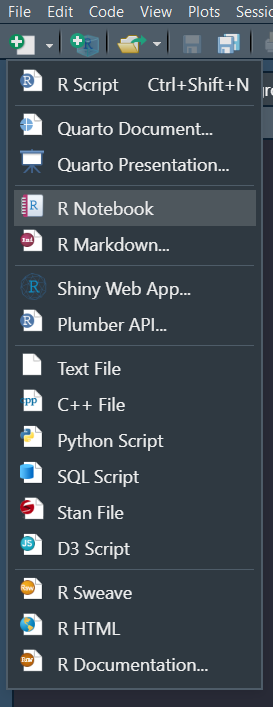 File Edit Code View Plots Sessi
R Script Ctrl+Shift+N
Quarto Document...
Quarto Presentation...
R Notebook
R Markdown...
Shiny Web App...
Plumber API...
Text File
C++ File
Python Script
SQL Script
Stan File
D3 Script
R Sweave
R HTML
R Documentation...